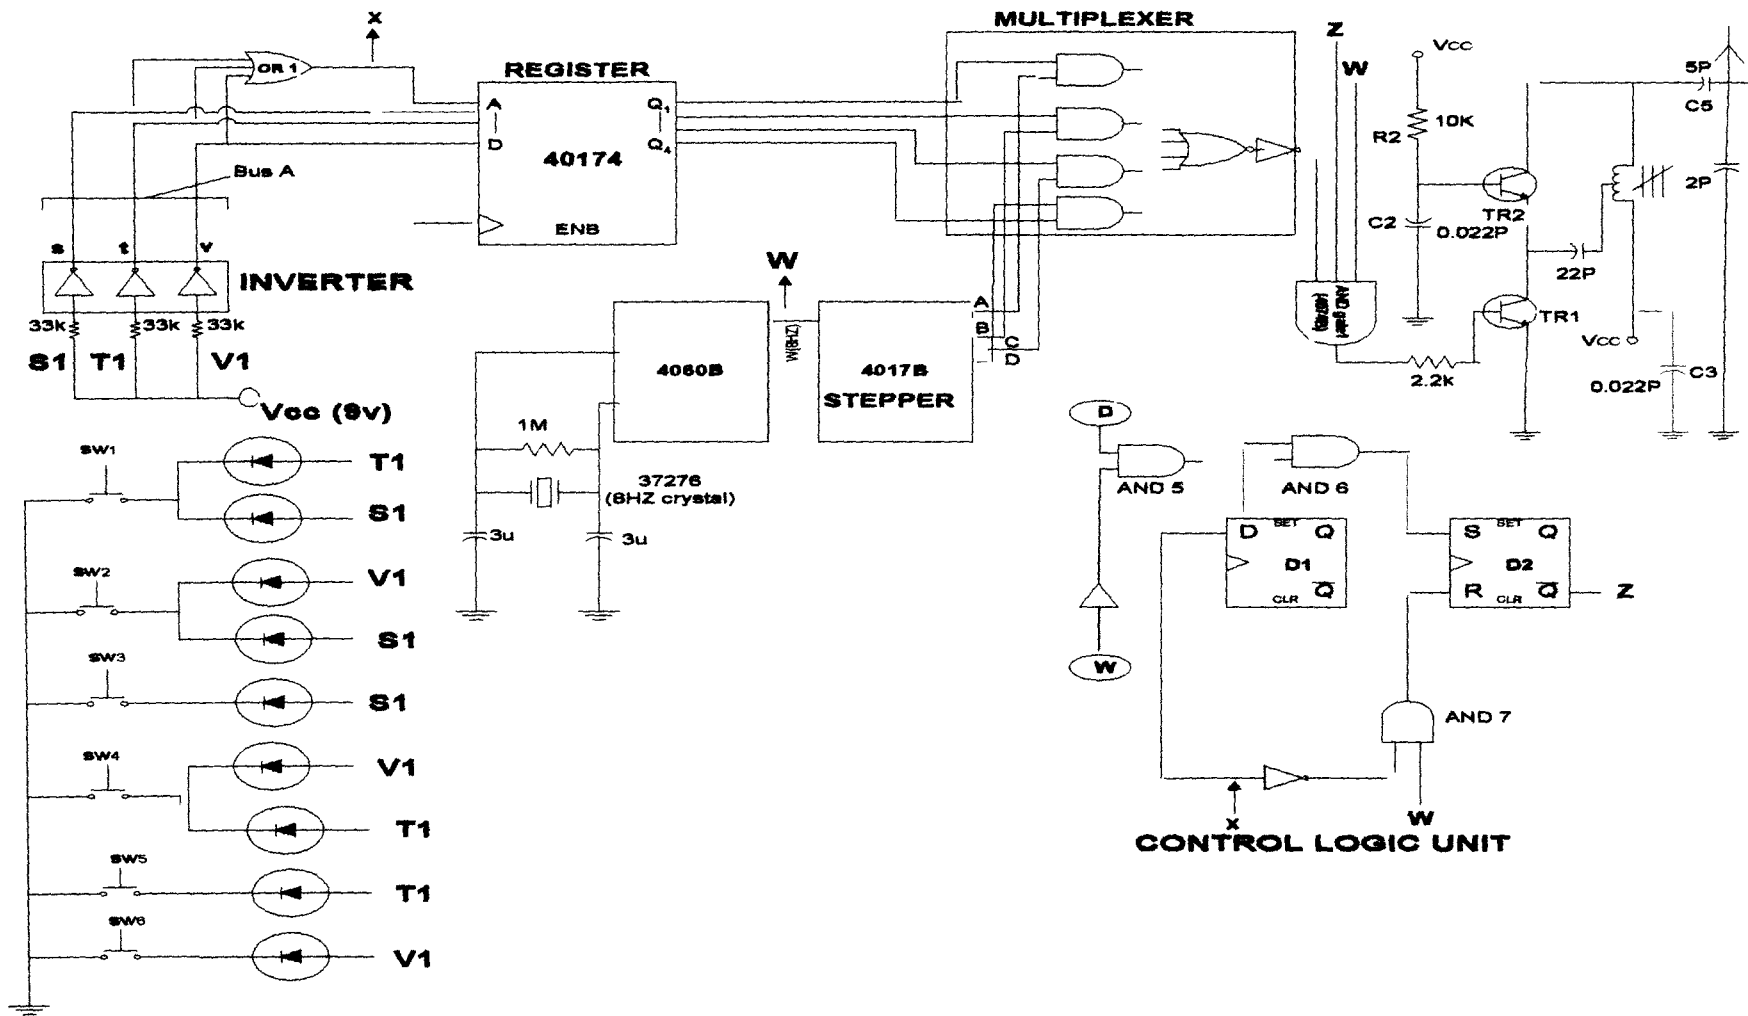 x
MULTIPLEXER
Z
W
Vcc
5P
C5
OR 1
REGISTER
A
D
Q1
Q4
40174
ENB
R2
10K
2P
Bus A
TR2
C2
0.022P
22P
s
t
v
INVERTER
33k
33k
33k
S1
T1
V1
Vcc (9v)
W
4060B
4017B
STEPPER
A
B
C
D
AND gate1
TR1
2.2k
Vcc
0.022P
C3
1M
37276
(8HZ crystal)
3u
3u
SW1
T1
S1
SW2
V1
S1
SW3
S1
SW4
V1
T1
SW5
T1
SW6
V1
D
AND 5
W
AND 6
D
SET
Q
D1
CLR
Q
S
SET
Q
D2
R
CLR
Q
Z
AND 7
x
W
CONTROL LOGIC UNIT